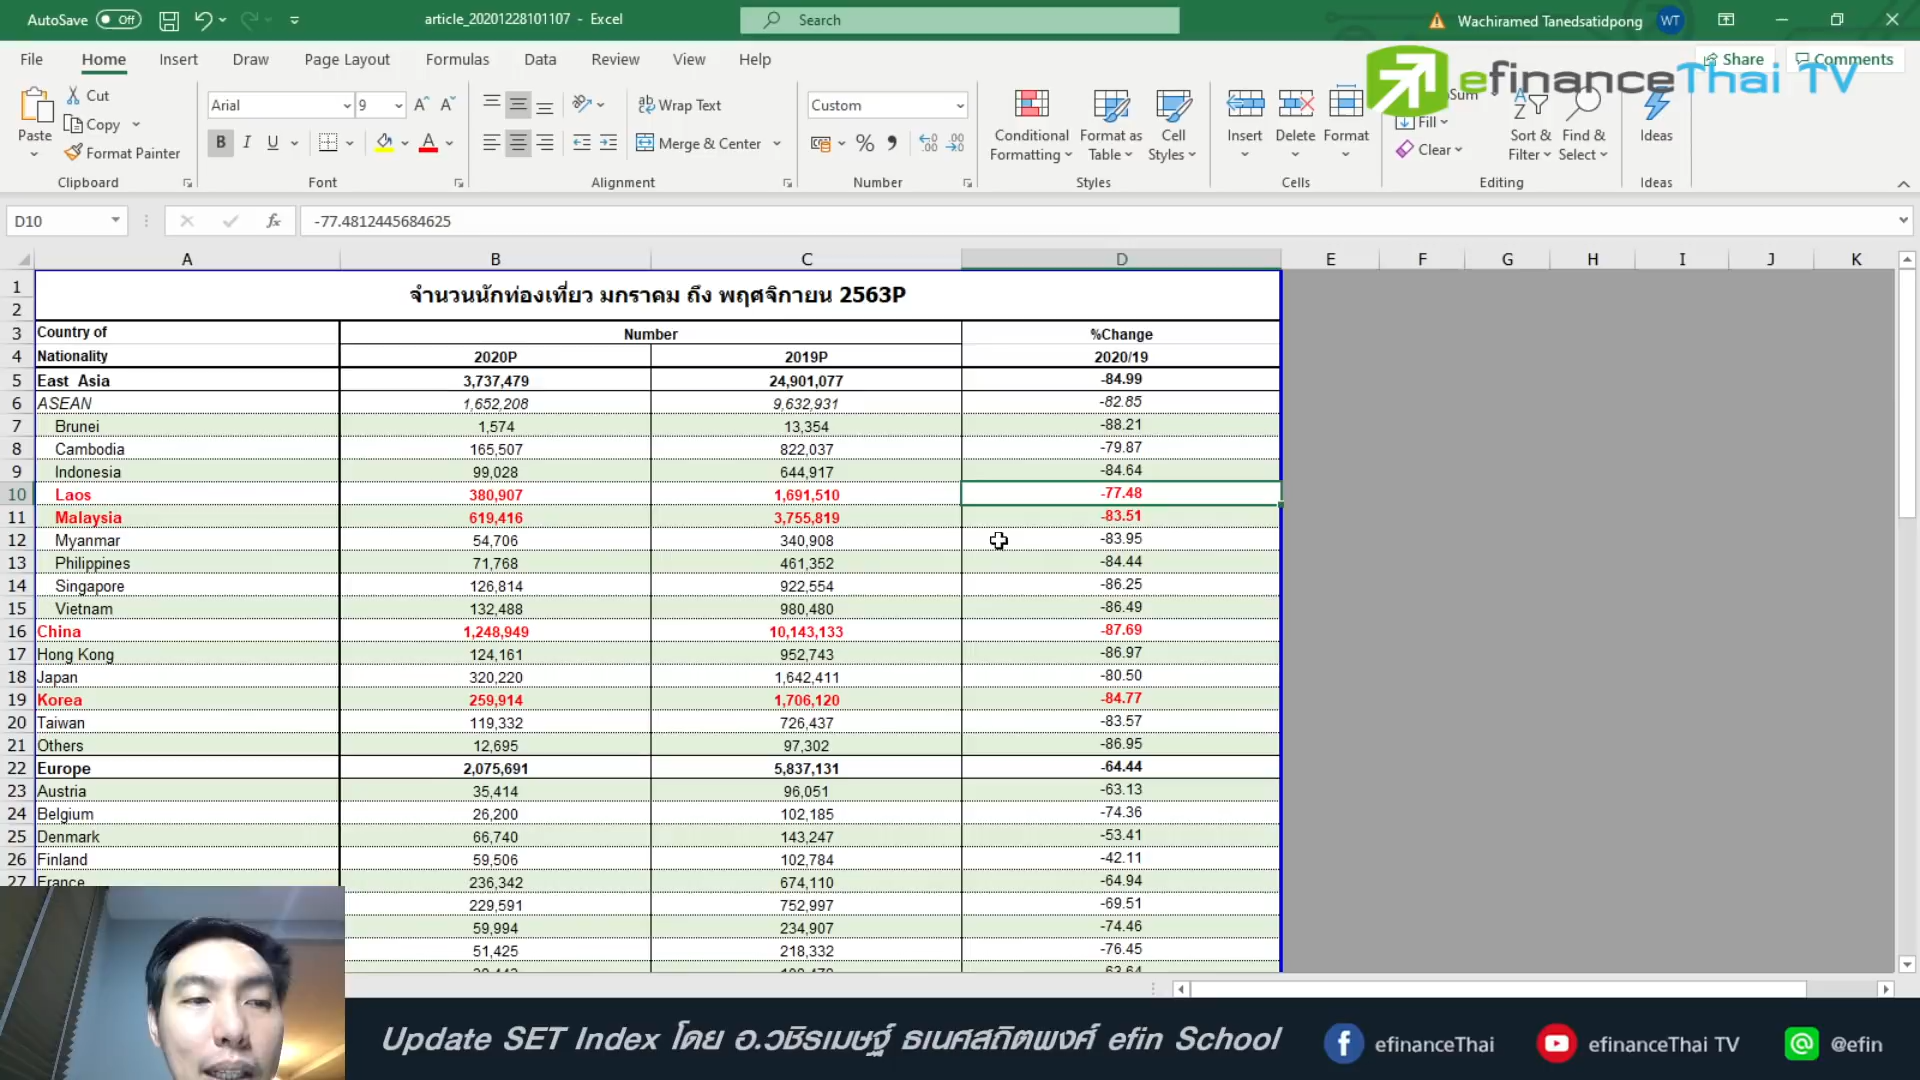 AutoSave Off
article_20201228101107 - Excel
Search
Wachiramed Tanedsatidpong WT
File Home Insert Draw Page Layout Formulas Data Review View Help
Share Comments
efinanceThai TV
Paste
Cut
Copy
Format Painter
Clipboard
Arial 9
B I U
Font
Wrap Text
Merge & Center
Alignment
Custom
Number
Conditional Formatting
Format as Table
Cell Styles
Styles
Insert Delete Format
Cells
Sum
Fill
Clear
Sort & Filter
Find & Select
Editing
Ideas
Ideas
D10 fx -77.4812445684625
A B C D E F G H I J K
1 จำนวนนักท่องเที่ยว มกราคม ถึง พฤศจิกายน 2563P
2
3 Country of Number %Change
4 Nationality 2020P 2019P 2020/19
5 East Asia 3,737,479 24,901,077 -84.99
6 ASEAN 1,652,208 9,632,931 -82.85
7 Brunei 1,574 13,354 -88.21
8 Cambodia 165,507 822,037 -79.87
9 Indonesia 99,028 644,917 -84.64
10 Laos 380,907 1,691,510 -77.48
11 Malaysia 619,416 3,755,819 -83.51
12 Myanmar 54,706 340,908 -83.95
13 Philippines 71,768 461,352 -84.44
14 Singapore 126,814 922,554 -86.25
15 Vietnam 132,488 980,480 -86.49
16 China 1,248,949 10,143,133 -87.69
17 Hong Kong 124,161 952,743 -86.97
18 Japan 320,220 1,642,411 -80.50
19 Korea 259,914 1,706,120 -84.77
20 Taiwan 119,332 726,437 -83.57
21 Others 12,695 97,302 -86.95
22 Europe 2,075,691 5,837,131 -64.44
23 Austria 35,414 96,051 -63.13
24 Belgium 26,200 102,185 -74.36
25 Denmark 66,740 143,247 -53.41
26 Finland 59,506 102,784 -42.11
27 France 236,342 674,110 -64.94
229,591 752,997 -69.51
59,994 234,907 -74.46
51,425 218,332 -76.45
Update SET Index โดย อ.วชิรเมษฐ์ ธเนศสถิตพงศ์ efin School
efinanceThai
efinanceThai TV
@efin